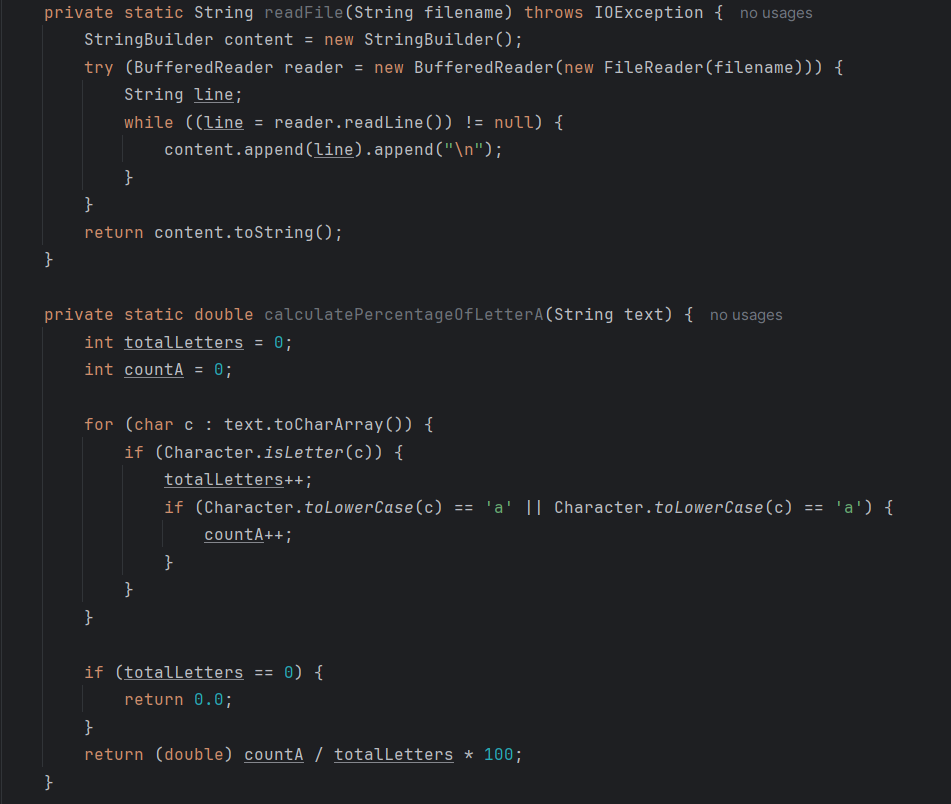 private static String readFile(String filename) throws IOException { no usages
StringBuilder content = new StringBuilder();
try (BufferedReader reader = new BufferedReader(new FileReader(filename))) {
String line;
while ((line = reader.readLine()) != null) {
content.append(line).append("\n");
}
}
return content.toString();
}
private static double calculatePercentageOfLetterA(String text) { no usages
int totalLetters = 0;
int countA = 0;
for (char c : text.toCharArray()) {
if (Character.isLetter(c)) {
totalLetters++;
if (Character.toLowerCase(c) == 'a' || Character.toLowerCase(c) == 'a') {
countA++;
}
}
}
if (totalLetters == 0) {
return 0.0;
}
return (double) countA / totalLetters * 100;
}